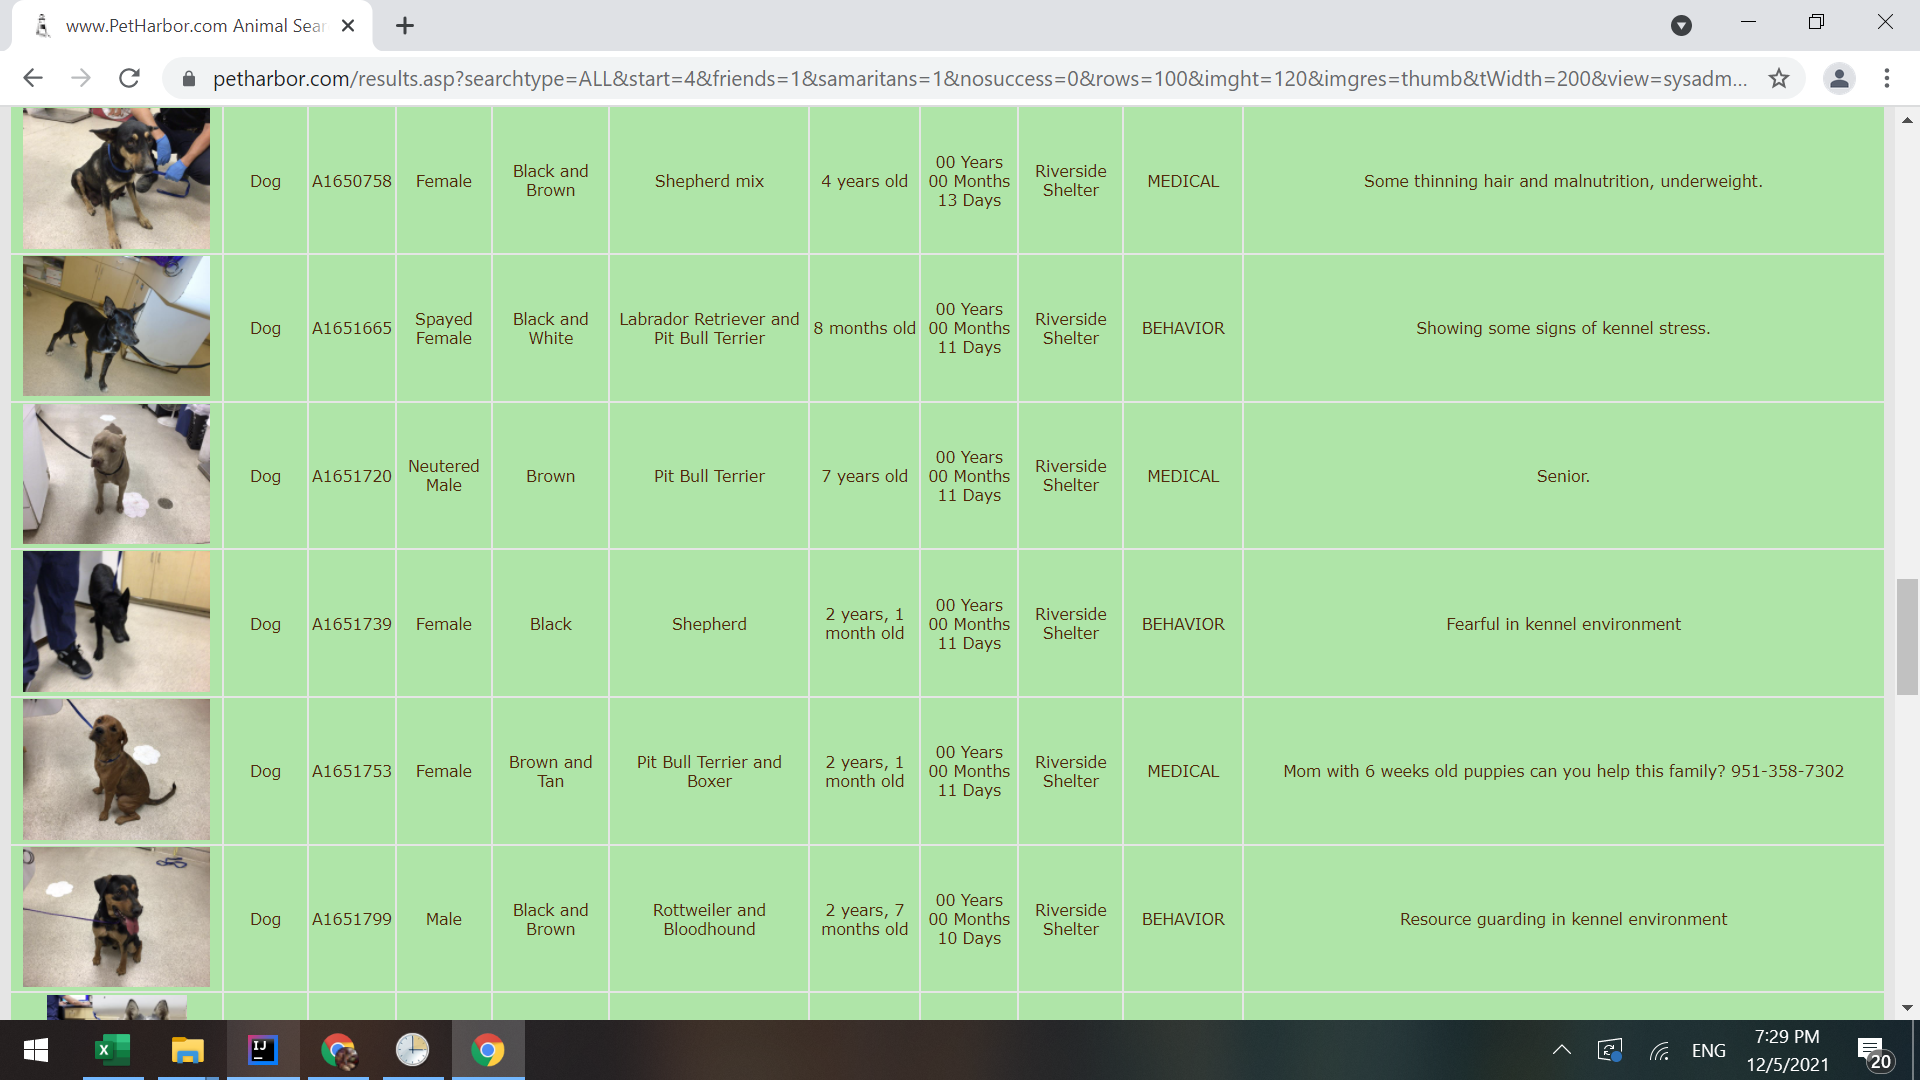 www.PetHarbor.com Animal Sear
petharbor.com/results.asp?searchtype=ALL&start=4&friends=1&samaritans=1&nosuccess=0&rows=100&imght=120&imgres=thumb&tWidth=200&view=sysadm...
Dog
A1650758
Female
Black and
Brown
Shepherd mix
4 years old
00 Years
00 Months
13 Days
Riverside
Shelter
MEDICAL
Some thinning hair and malnutrition, underweight.
Dog
A1651665
Spayed
Female
Black and
White
Labrador Retriever and
Pit Bull Terrier
8 months old
00 Years
00 Months
11 Days
Riverside
Shelter
BEHAVIOR
Showing some signs of kennel stress.
Dog
A1651720
Neutered
Male
Brown
Pit Bull Terrier
7 years old
00 Years
00 Months
11 Days
Riverside
Shelter
MEDICAL
Senior.
Dog
A1651739
Female
Black
Shepherd
2 years, 1
month old
00 Years
00 Months
11 Days
Riverside
Shelter
BEHAVIOR
Fearful in kennel environment
Dog
A1651753
Female
Brown and
Tan
Pit Bull Terrier and
Boxer
2 years, 1
month old
00 Years
00 Months
11 Days
Riverside
Shelter
MEDICAL
Mom with 6 weeks old puppies can you help this family? 951-358-7302
Dog
A1651799
Male
Black and
Brown
Rottweiler and
Bloodhound
2 years, 7
months old
00 Years
00 Months
10 Days
Riverside
Shelter
BEHAVIOR
Resource guarding in kennel environment
X
IJ
ENG
7:29 PM
12/5/2021
20